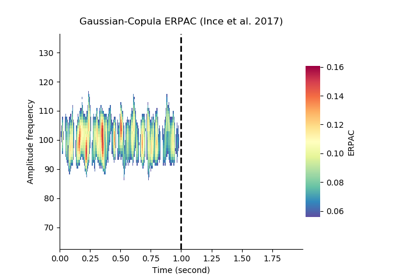 Gaussian-Copula ERPAC (Ince et al. 2017)
130
120
110
100
90
80
70
Amplitude frequency
0.00 0.25 0.50 0.75 1.00 1.25 1.50 1.75
Time (second)
0.16
0.14
0.12
0.10
0.08
0.06
ERPAC